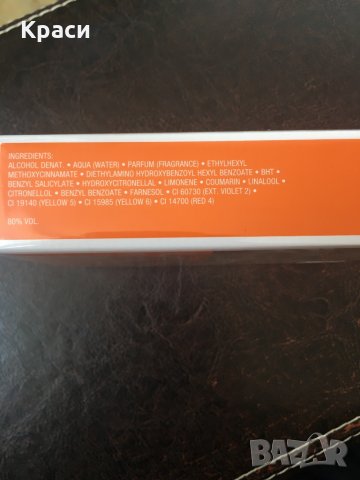 Краси
INGREDIENTS:
ALCOHOL DENAT. • AQUA (WATER) • PARFUM (FRAGRANCE) • ETHYLHEXYL
METHOXYCINNAMATE • DIETHYLAMINO HYDROXYBENZOYL HEXYL BENZOATE • BHT •
BENZYL SALICYLATE • HYDROXYCITRONELLAL • LIMONENE • COUMARIN • LINALOOL •
CITRONELLOL • BENZYL BENZOATE • FARNESOL • CI 60730 (EXT. VIOLET 2) •
CI 19140 (YELLOW 5) • CI 15985 (YELLOW 6) • CI 14700 (RED 4)
80% VOL.
BAZAR